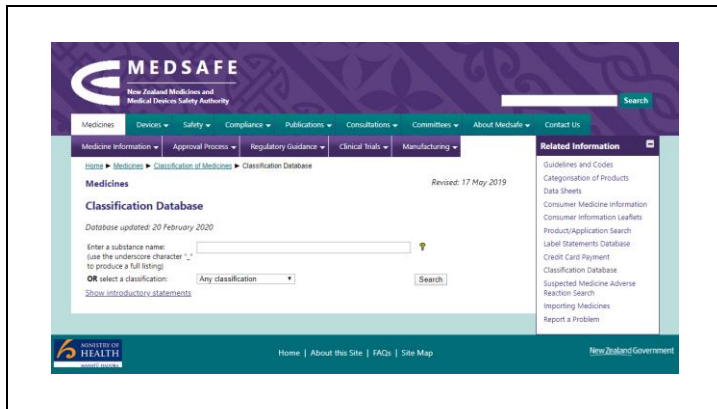 MEDSAFE
New Zealand Medicines and
Medical Devices Safety Authority
Search
Medicines Devices Safety Compliance Publications Consultations Committees About Medsafe Contact Us
Medicine Information Approval Process Regulatory Guidance Clinical Trials Manufacturing
Home ► Medicines ► Classification of Medicines ► Classification Database
Medicines
Revised: 17 May 2019
Classification Database
Database updated: 20 February 2020
Enter a substance name:
(use the underscore character "_"
to produce a full listing)
OR select a classification: Any classification Search
Show introductory statements
Related Information
Guidelines and Codes
Categorisation of Products
Data Sheets
Consumer Medicine Information
Consumer Information Leaflets
Product/Application Search
Label Statements Database
Credit Card Payment
Classification Database
Suspected Medicine Adverse
Reaction Search
Importing Medicines
Report a Problem
MINISTRY OF
HEALTH
Home | About this Site | FAQs | Site Map
New Zealand Government